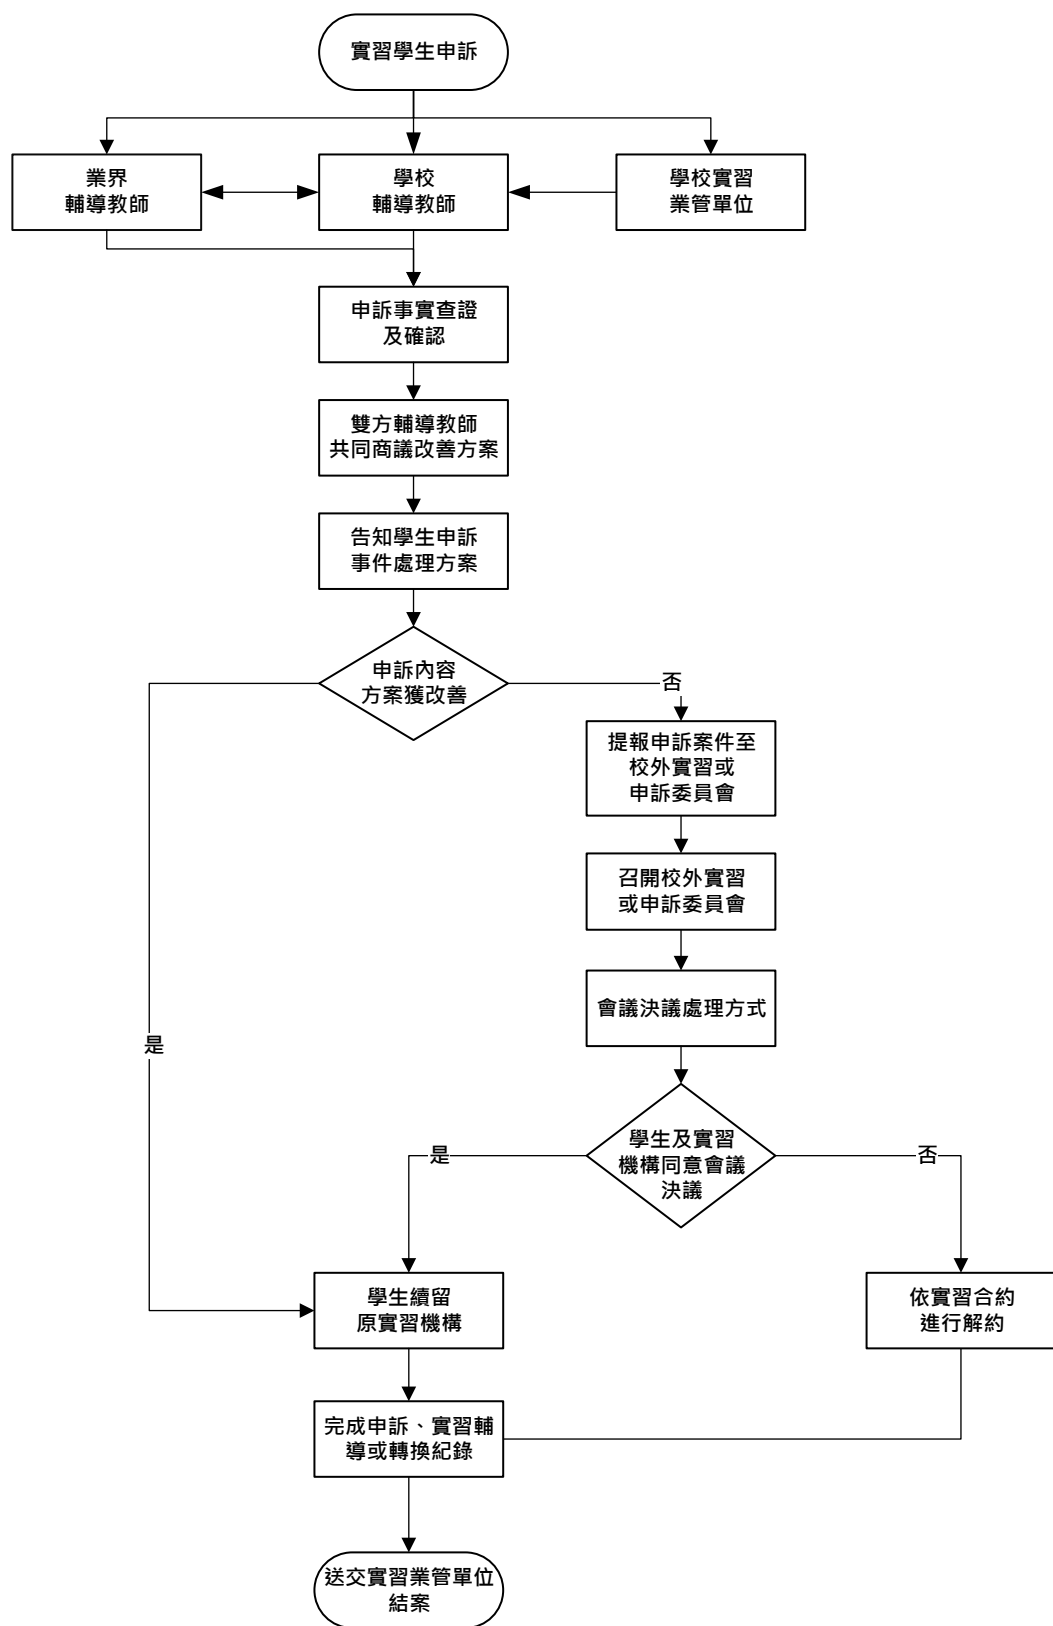 實習學生申訴
業界
輔導教師
學校
輔導教師
學校實習
業管單位
申訴事實查證
及確認
雙方輔導教師
共同商議改善方案
告知學生申訴
事件處理方案
申訴內容
方案獲改善
否
提報申訴案件至
校外實習或
申訴委員會
召開校外實習
或申訴委員會
會議決議處理方式
是
學生及實習
機構同意會議
決議
是
否
學生續留
原實習機構
依實習合約
進行解約
完成申訴、實習輔
導或轉換紀錄
送交實習業管單位
結案